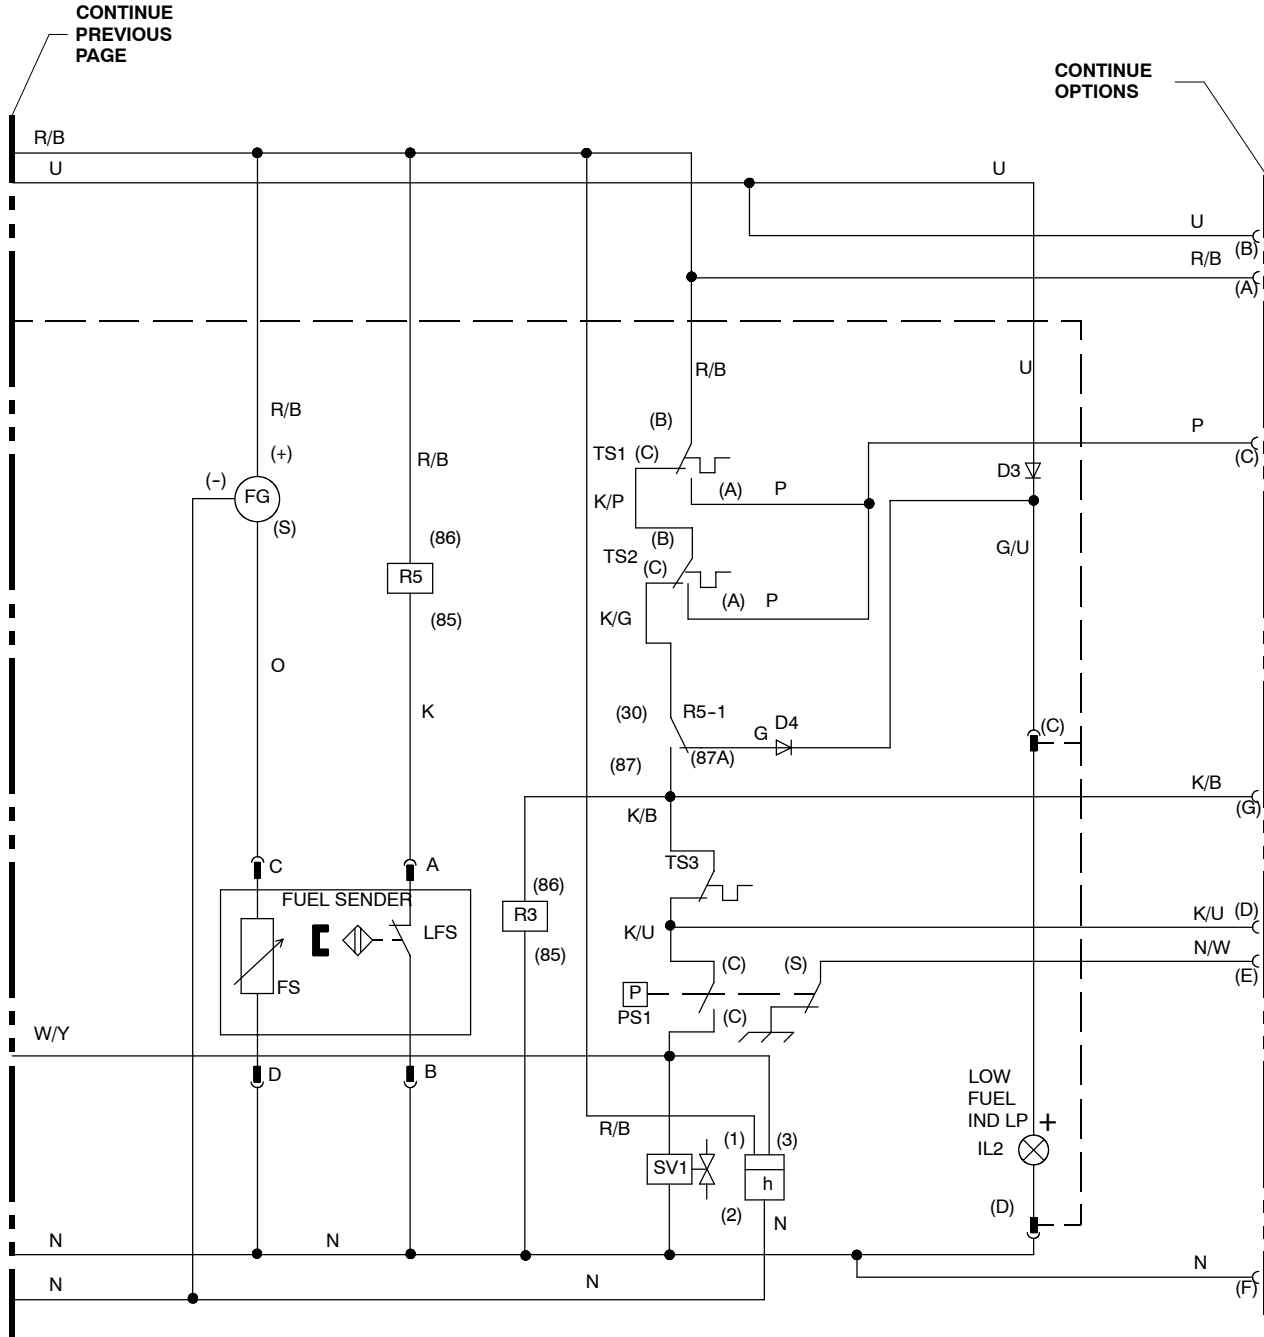 CONTINUE
PREVIOUS
PAGE
CONTINUE
OPTIONS
R/B
U
U
U
(B)
R/B
(A)
R/B
U
R/B
(B)
P
(C)
(+)
R/B
TS1 (C)
D3
(-)
FG
(S)
K/P
(A)
P
(86)
(B)
G/U
TS2
(C)
R5
(A)
P
(85)
K/G
O
K
(30)
R5-1
(C)
D4
G
(87A)
(87)
K/B
(G)
K/B
C
A
TS3
FUEL SENDER
(86)
R3
K/U
(D)
LFS
K/U
N/W
(85)
(C)
(S)
(E)
FS
P
PS1
(C)
W/Y
D
B
LOW
FUEL
IND LP
+
R/B
(1)
(3)
IL2
SV1
h
(2)
N
(D)
N
N
N
(F)
N
N